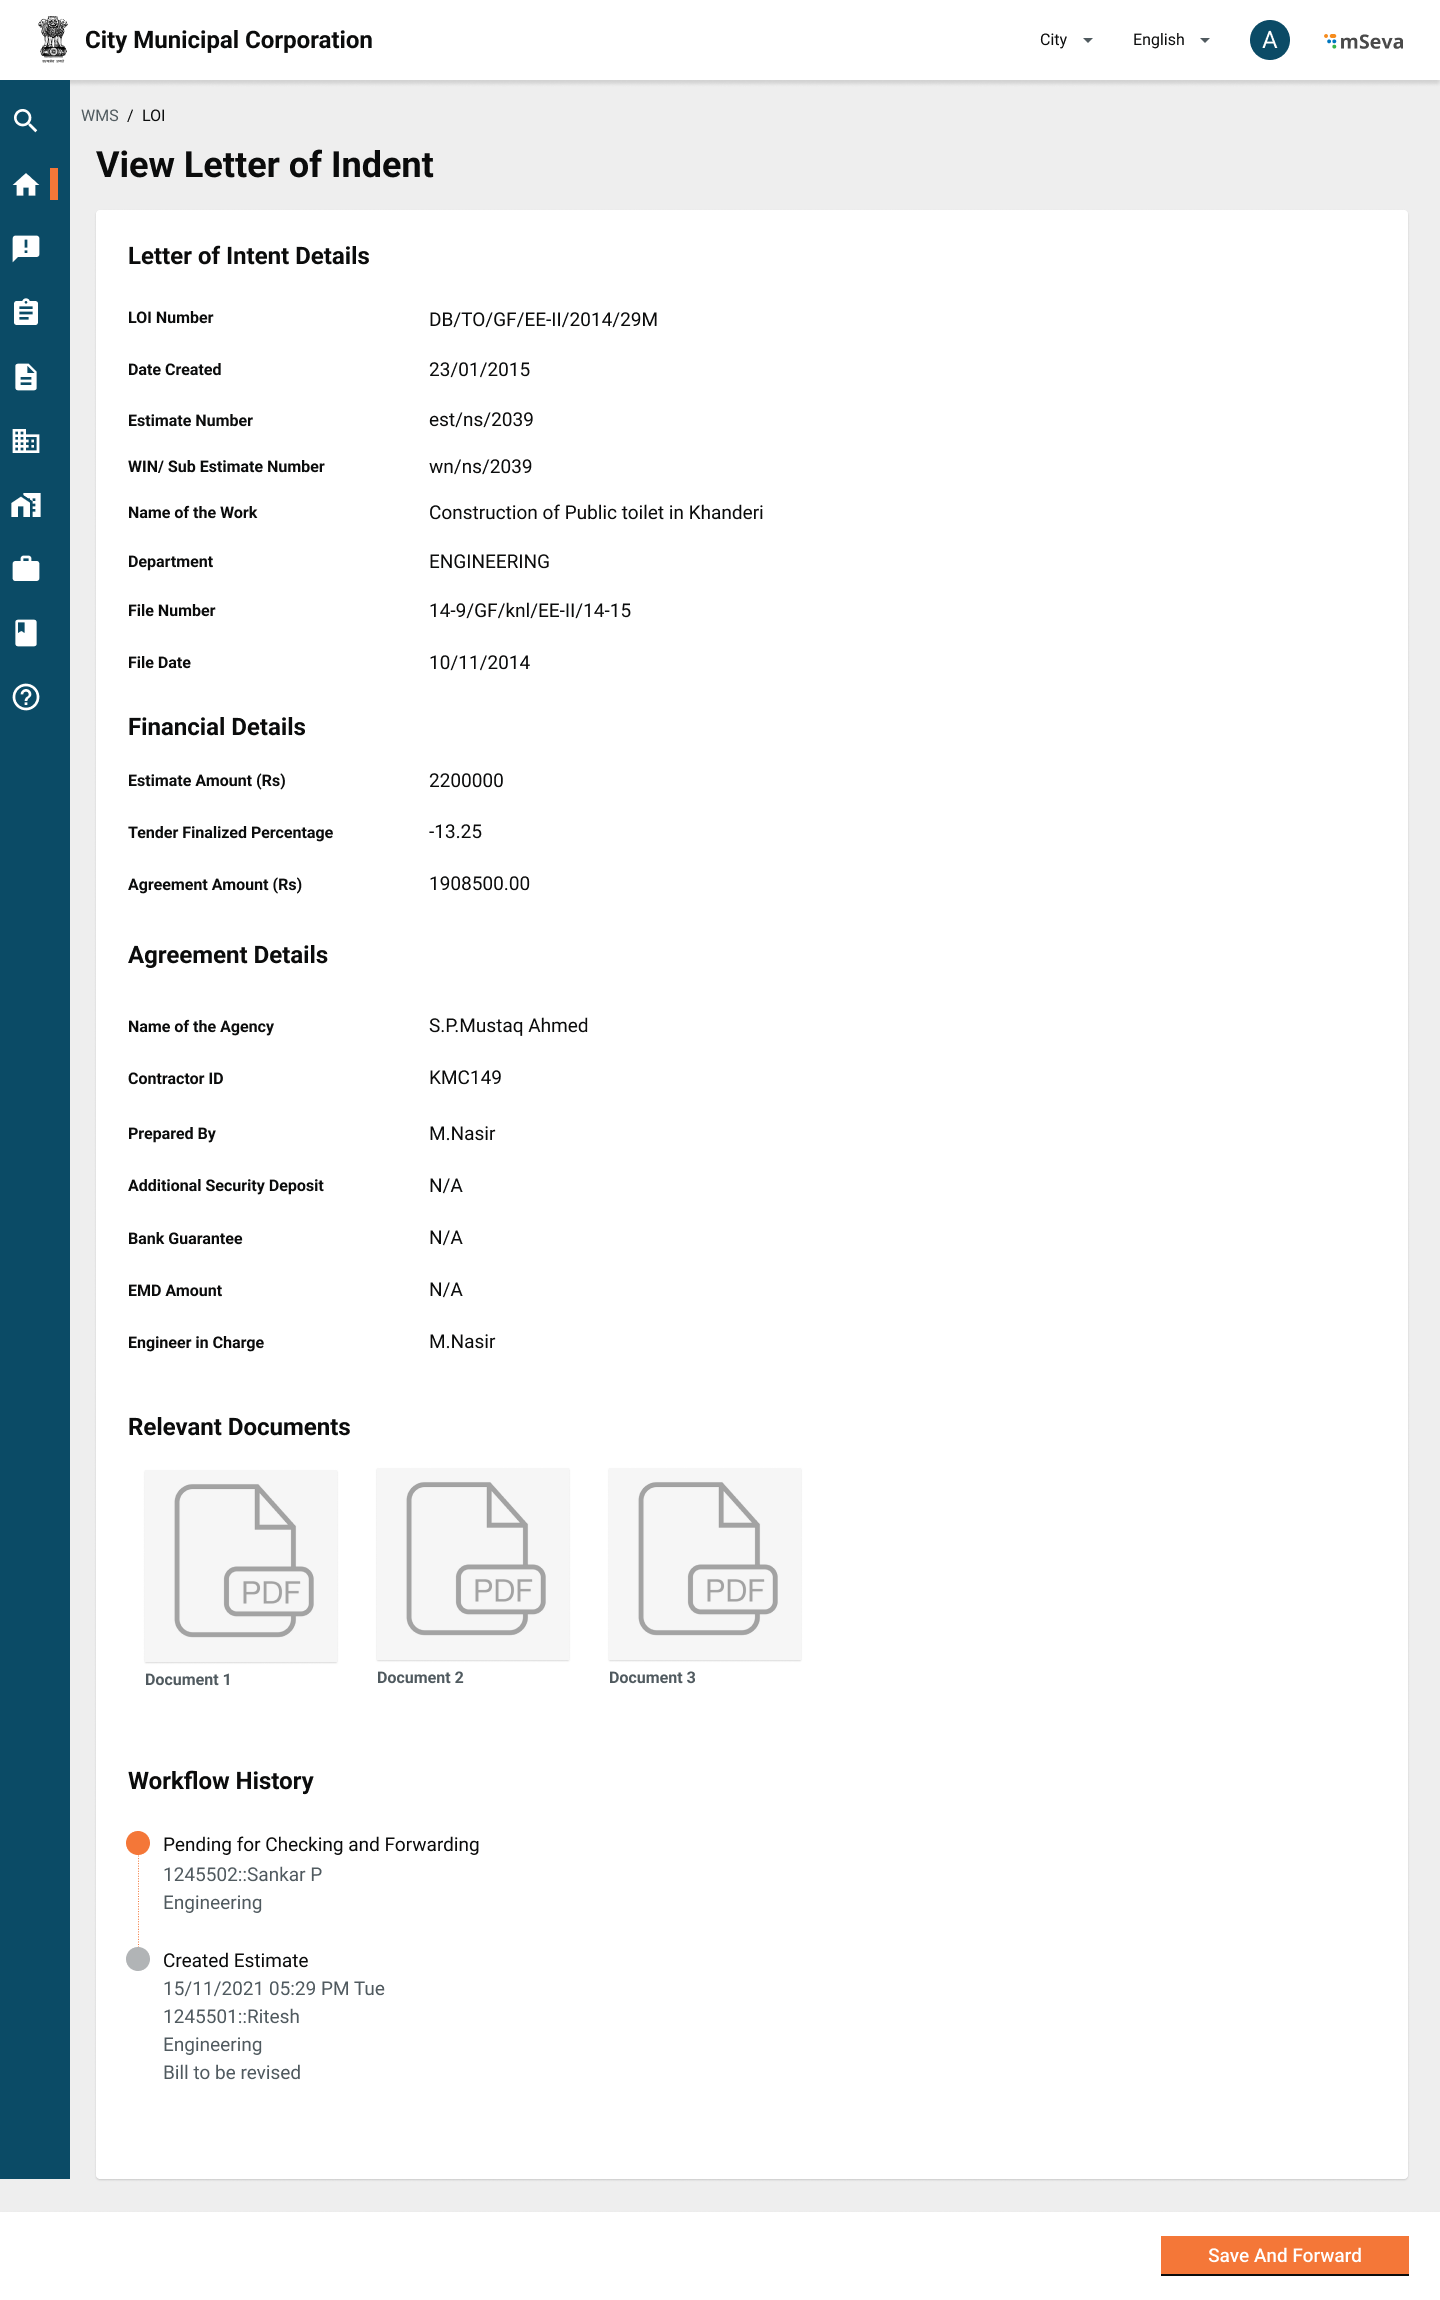 City Municipal Corporation
City
English
A
mSeva
WMS / LOI
View Letter of Indent
Letter of Intent Details
LOI Number DB/TO/GF/EE-II/2014/29M
Date Created 23/01/2015
Estimate Number est/ns/2039
WIN/ Sub Estimate Number wn/ns/2039
Name of the Work Construction of Public toilet in Khanderi
Department ENGINEERING
File Number 14-9/GF/knl/EE-II/14-15
File Date 10/11/2014
Financial Details
Estimate Amount (Rs) 2200000
Tender Finalized Percentage -13.25
Agreement Amount (Rs) 1908500.00
Agreement Details
Name of the Agency S.P.Mustaq Ahmed
Contractor ID KMC149
Prepared By M.Nasir
Additional Security Deposit N/A
Bank Guarantee N/A
EMD Amount N/A
Engineer in Charge M.Nasir
Relevant Documents
PDF PDF PDF
Document 1 Document 2 Document 3
Workflow History
Pending for Checking and Forwarding
1245502::Sankar P
Engineering
Created Estimate
15/11/2021 05:29 PM Tue
1245501::Ritesh
Engineering
Bill to be revised
Save And Forward